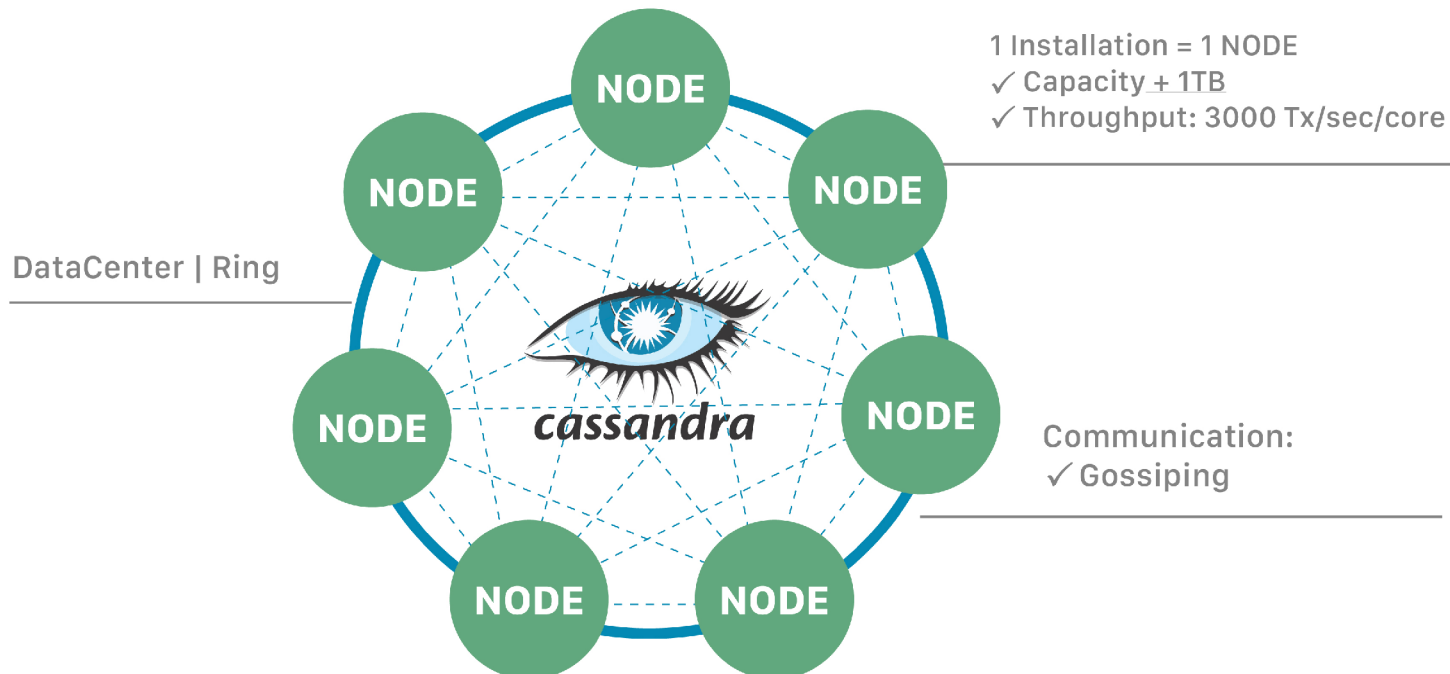 NODE
1 Installation = 1 NODE
✓ Capacity + 1TB
✓ Throughput: 3000 Tx/sec/core
NODE
NODE
DataCenter | Ring
cassandra
NODE
NODE
Communication:
✓ Gossiping
NODE
NODE